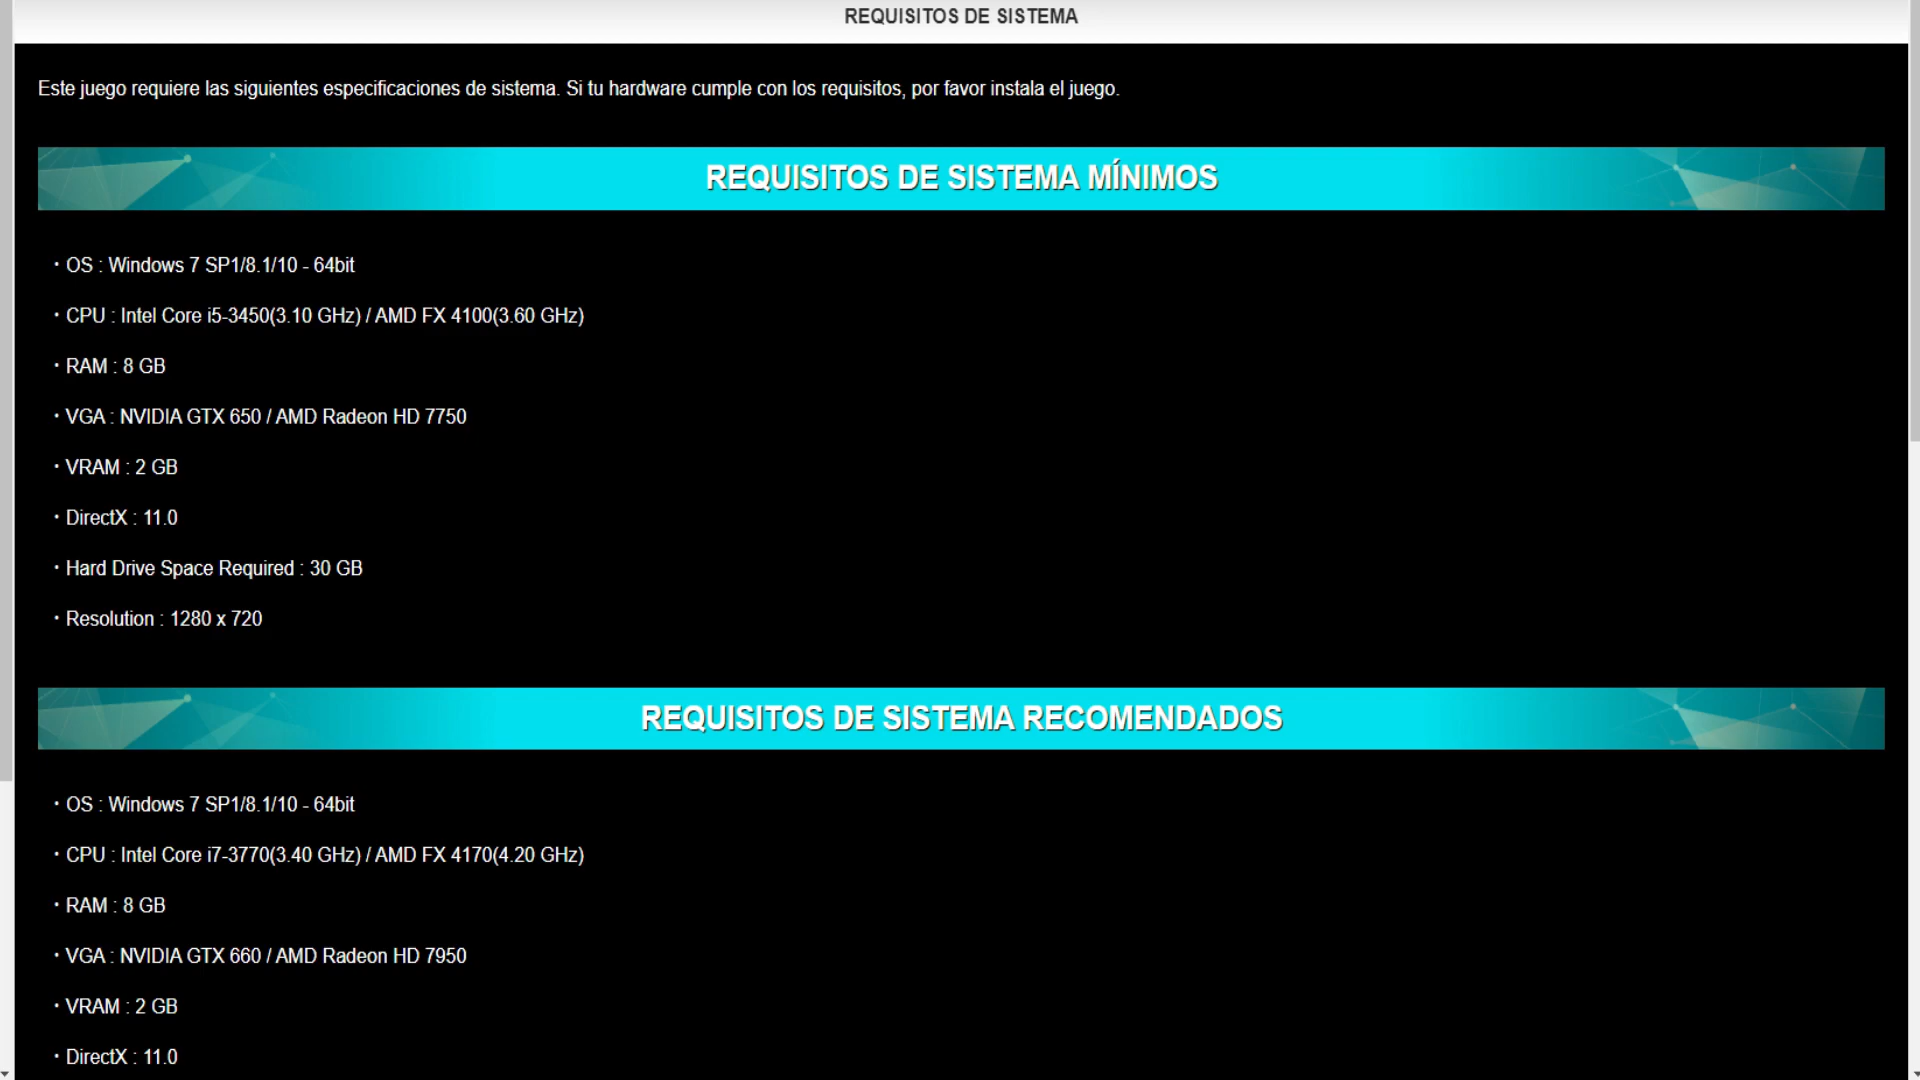 REQUISITOS DE SISTEMA
Este juego requiere las siguientes especificaciones de sistema. Si tu hardware cumple con los requisitos, por favor instala el juego.
REQUISITOS DE SISTEMA MÍNIMOS
・OS : Windows 7 SP1/8.1/10 - 64bit
・CPU : Intel Core i5-3450(3.10 GHz) / AMD FX 4100(3.60 GHz)
・RAM : 8 GB
・VGA : NVIDIA GTX 650 / AMD Radeon HD 7750
・VRAM : 2 GB
・DirectX : 11.0
・Hard Drive Space Required : 30 GB
・Resolution : 1280 x 720
REQUISITOS DE SISTEMA RECOMENDADOS
・OS : Windows 7 SP1/8.1/10 - 64bit
・CPU : Intel Core i7-3770(3.40 GHz) / AMD FX 4170(4.20 GHz)
・RAM : 8 GB
・VGA : NVIDIA GTX 660 / AMD Radeon HD 7950
・VRAM : 2 GB
・DirectX : 11.0